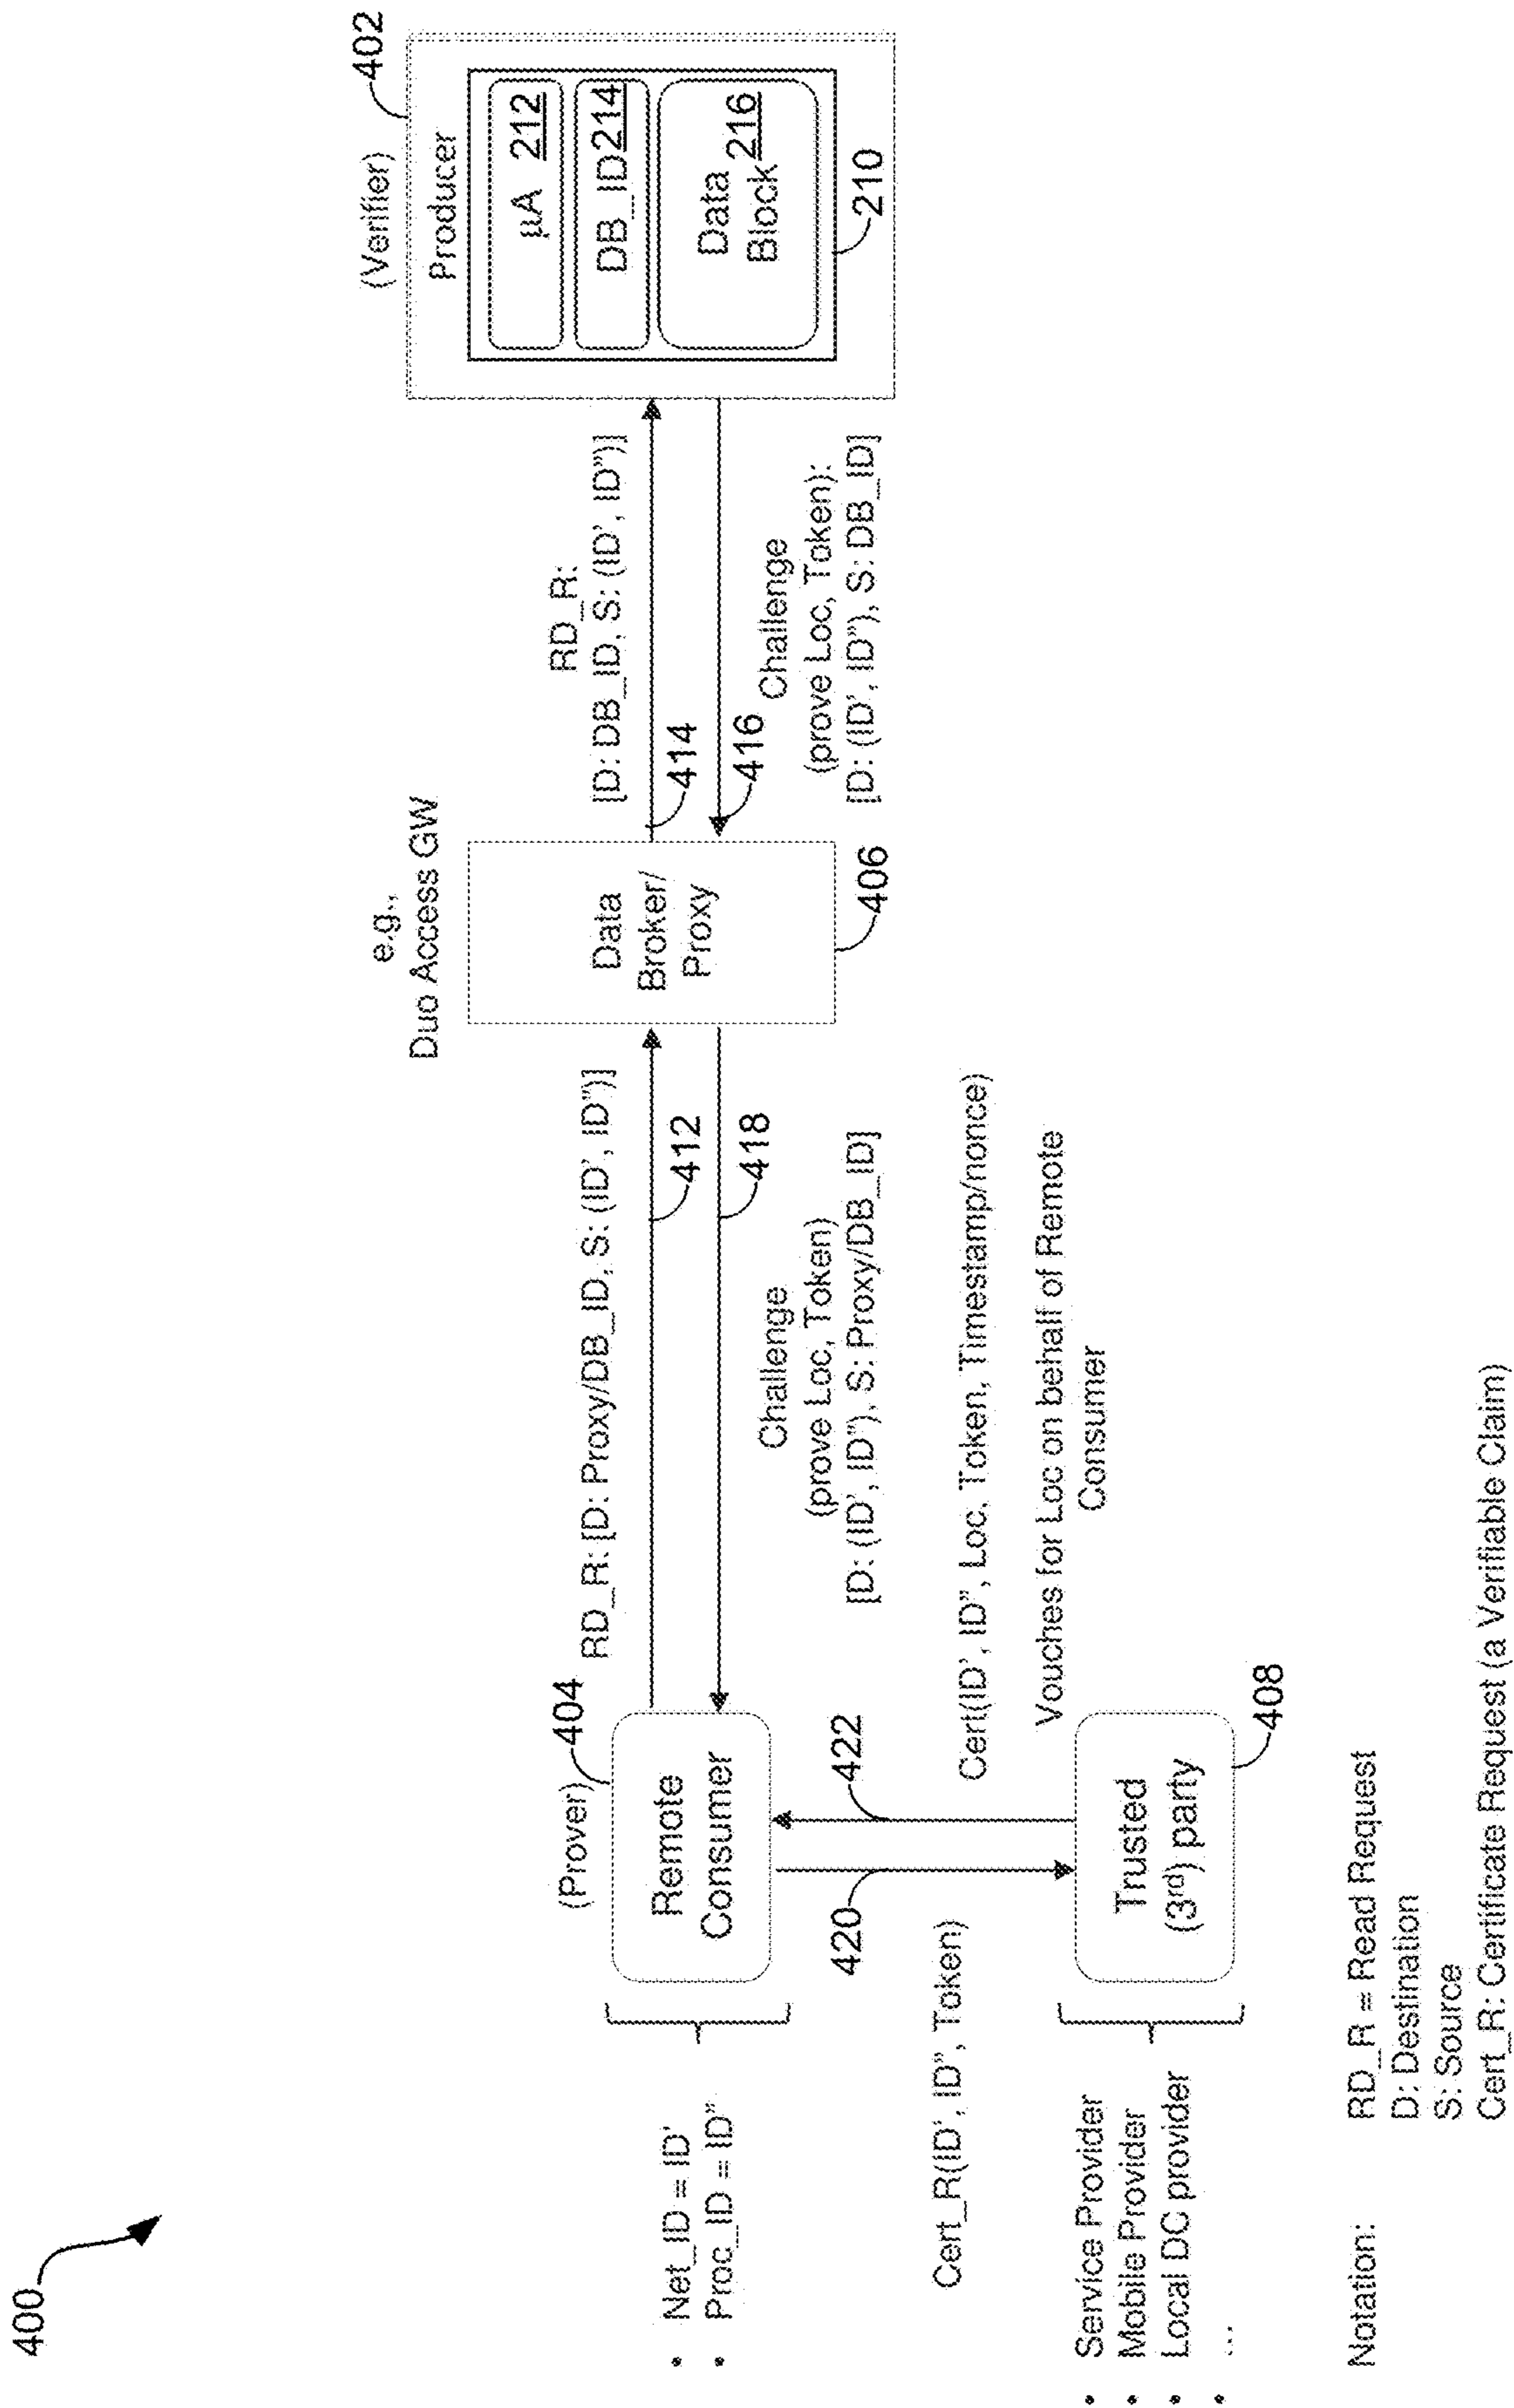 400
(Verifier)
402
Producer
µA 212
DB_ID 214
Data
Block 216
210
e.g.,
Duo Access GW
Data
Broker/
Proxy
406
RD_R:
[D: DB_ID, S: (ID', ID")]
414
416
Challenge
(prove Loc, Token):
[D: (ID', ID"), S: DB_ID]
(Prover)
404
Remote
Consumer
RD_R: [D: Proxy/DB_ID, S: (ID', ID")]
412
418
Challenge
(prove Loc, Token)
[D: (ID', ID"), S: Proxy/DB_ID]
• Net_ID = ID'
• Proc_ID = ID"
420
422
Cert_R(ID', ID", Token)
Cert(ID', ID", Loc, Token, Timestamp/nonce)
Vouches for Loc on behalf of Remote
Consumer
Trusted
(3rd) party
408
• Service Provider
• Mobile Provider
• Local DC provider
• ...
Notation:
RD_R = Read Request
D: Destination
S: Source
Cert_R: Certificate Request (a Verifiable Claim)